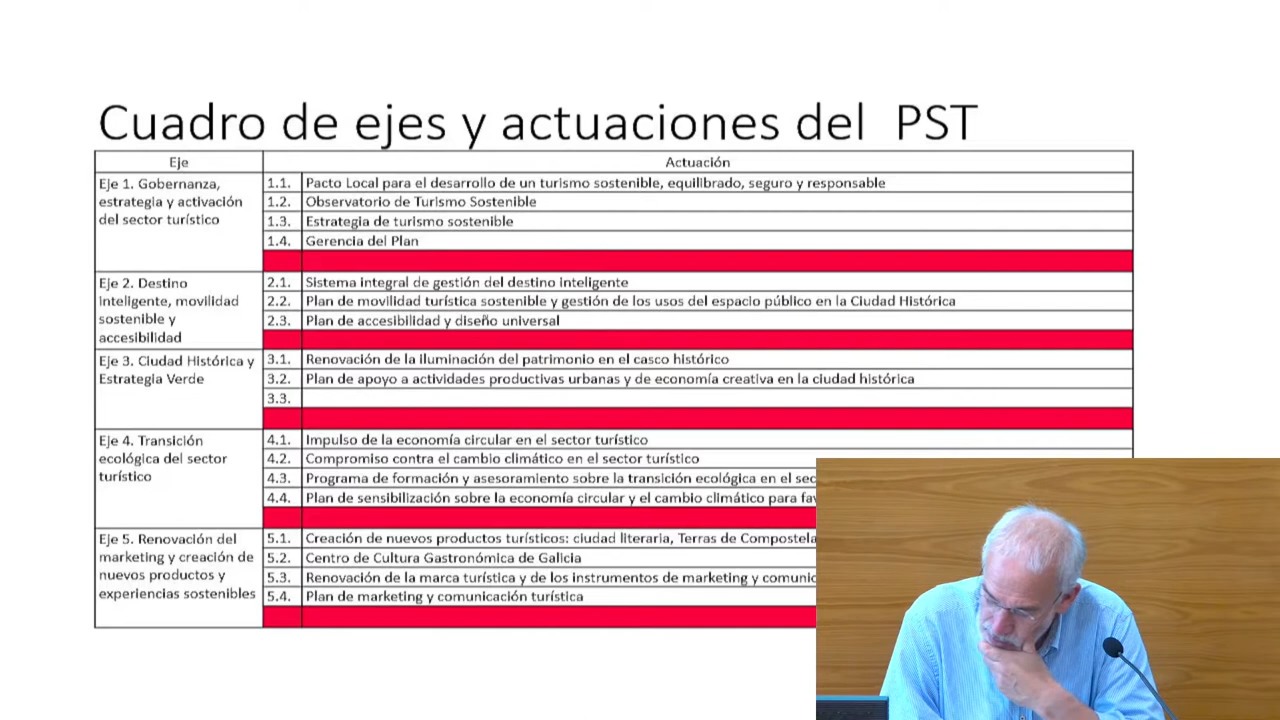 Cuadro de ejes y actuaciones del PST
Eje Actuación
Eje 1. Gobernanza,
estrategia y activación
del sector turístico
1.1. Pacto Local para el desarrollo de un turismo sostenible, equilibrado, seguro y responsable
1.2. Observatorio de Turismo Sostenible
1.3. Estrategia de turismo sostenible
1.4. Gerencia del Plan
Eje 2. Destino
inteligente, movilidad
sostenible y
accesibilidad
2.1. Sistema integral de gestión del destino inteligente
2.2. Plan de movilidad turística sostenible y gestión de los usos del espacio público en la Ciudad Histórica
2.3. Plan de accesibilidad y diseño universal
Eje 3. Ciudad Histórica y
Estrategia Verde
3.1. Renovación de la iluminación del patrimonio en el casco histórico
3.2. Plan de apoyo a actividades productivas urbanas y de economía creativa en la ciudad histórica
3.3.
Eje 4. Transición
ecológica del sector
turístico
4.1. Impulso de la economía circular en el sector turístico
4.2. Compromiso contra el cambio climático en el sector turístico
4.3. Programa de formación y asesoramiento sobre la transición ecológica en el sec
4.4. Plan de sensibilización sobre la economía circular y el cambio climático para fav
Eje 5. Renovación del
marketing y creación de
nuevos productos y
experiencias sostenibles
5.1. Creación de nuevos productos turísticos: ciudad literaria, Terras de Compostela
5.2. Centro de Cultura Gastronómica de Galicia
5.3. Renovación de la marca turística y de los instrumentos de marketing y comunic
5.4. Plan de marketing y comunicación turística